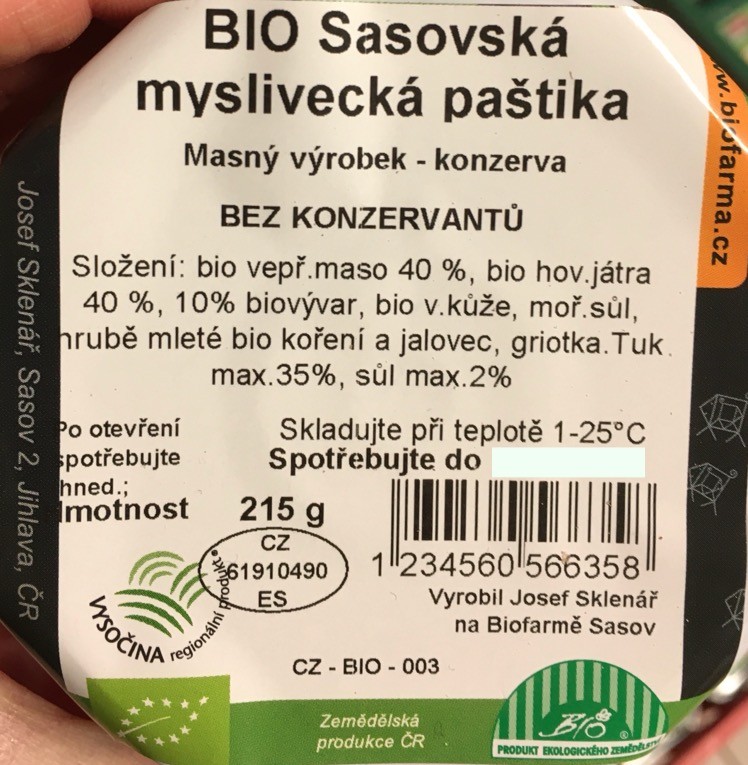 BIO Sasovská
myslivecká paštika
Masný výrobek - konzerva
BEZ KONZERVANTŮ
Složení: bio vepř.maso 40 %, bio hov.játra
40 %, 10% biovývar, bio v.kůže, moř.sůl,
hrubě mleté bio koření a jalovec, griotka.Tuk
max.35%, sůl max.2%
Po otevření
spotřebujte
ihned.;
Hmotnost 215 g
Skladujte při teplotě 1-25°C
Spotřebujte do
CZ
61910490
ES
1 234560 566358
Vyrobil Josef Sklenář
na Biofarmě Sasov
VYSOČINA regionální produkt®
CZ - BIO - 003
Zemědělská
produkce ČR
BIO ®
PRODUKT EKOLOGICKÉHO ZEMĚDĚLSTVÍ
Josef Sklenář, Sasov 2, Jihlava, ČR
www.biofarma.cz